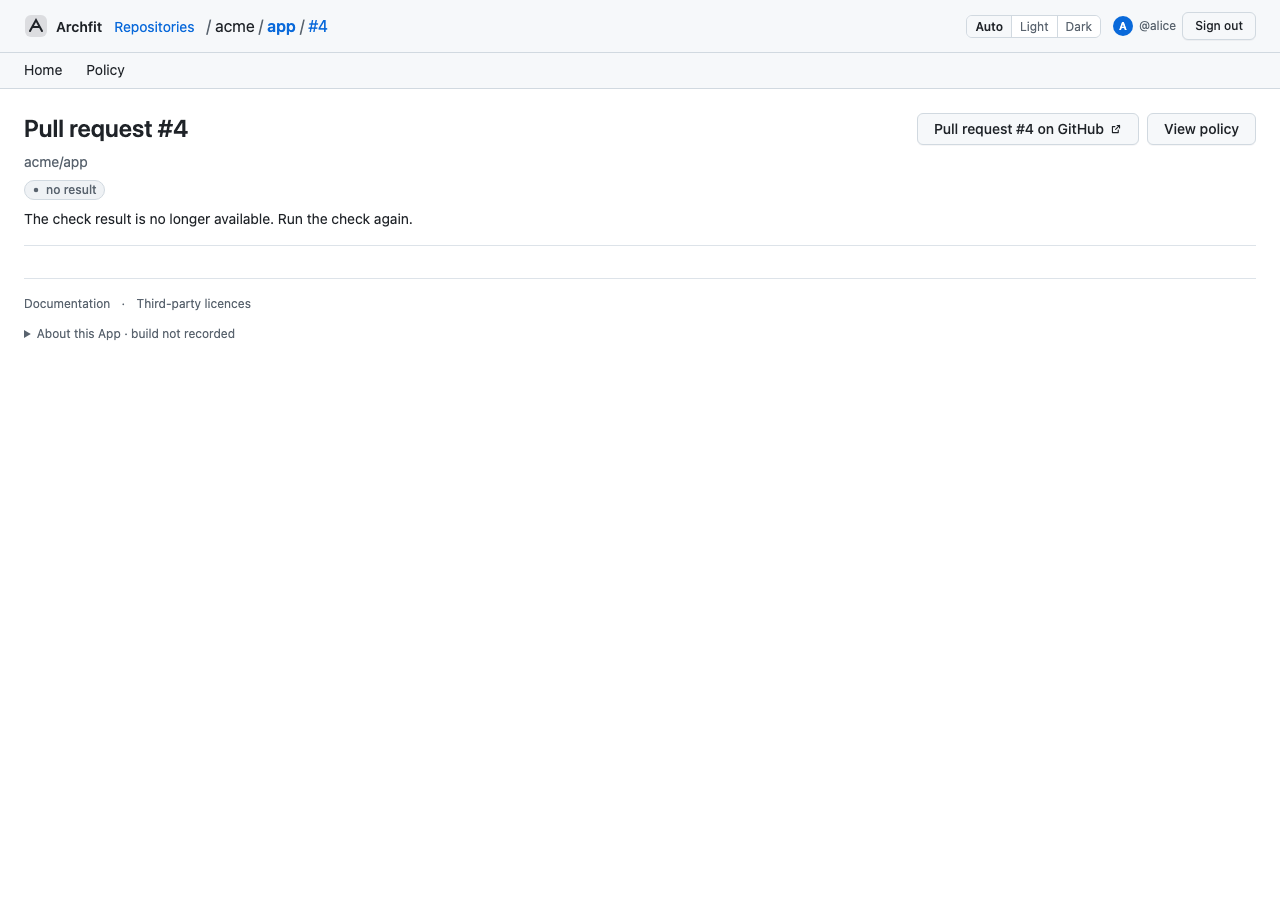 Archfit Repositories / acme / app / #4 Auto Light Dark A @alice Sign out
Home Policy
Pull request #4 Pull request #4 on GitHub View policy
acme/app
• no result
The check result is no longer available. Run the check again.
Documentation · Third-party licences
About this App · build not recorded